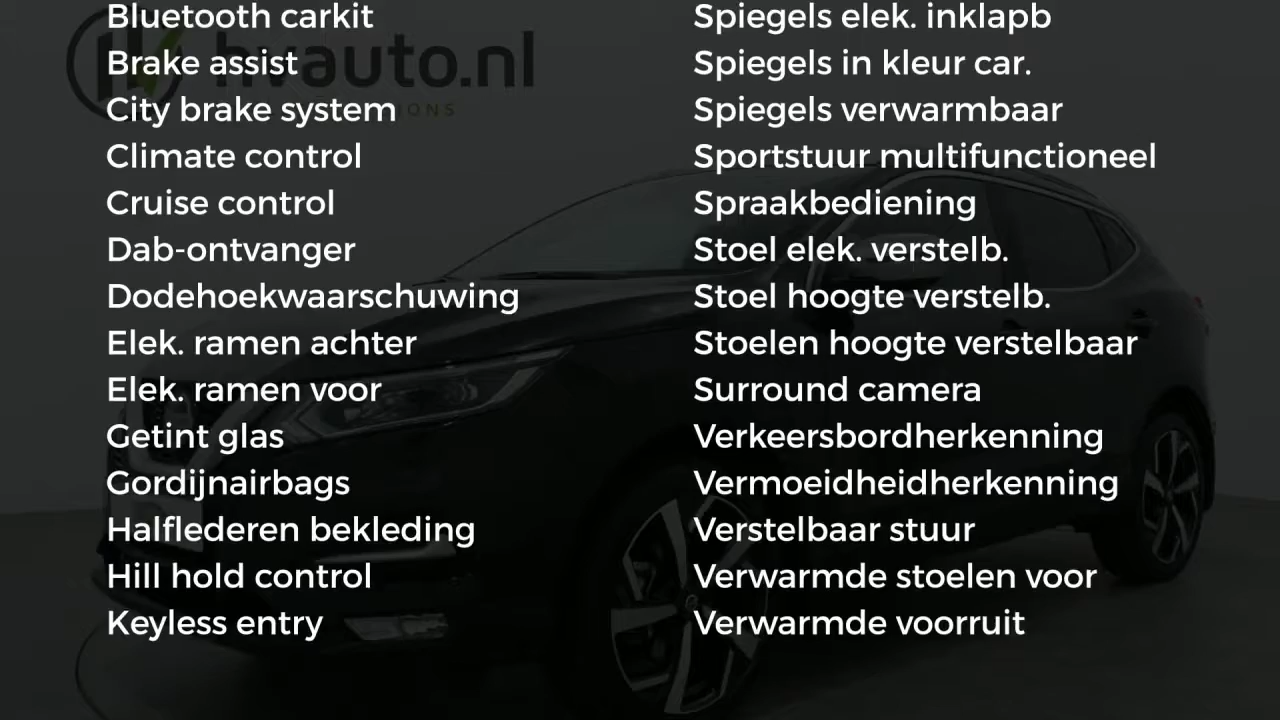 hvauto.nl
Bluetooth carkit
Brake assist
City brake system
Climate control
Cruise control
Dab-ontvanger
Dodehoekwaarschuwing
Elek. ramen achter
Elek. ramen voor
Getint glas
Gordijnairbags
Halflederen bekleding
Hill hold control
Keyless entry
Spiegels elek. inklapb
Spiegels in kleur car.
Spiegels verwarmbaar
Sportstuur multifunctioneel
Spraakbediening
Stoel elek. verstelb.
Stoel hoogte verstelb.
Stoelen hoogte verstelbaar
Surround camera
Verkeersbordherkenning
Vermoeidheidherkenning
Verstelbaar stuur
Verwarmde stoelen voor
Verwarmde voorruit